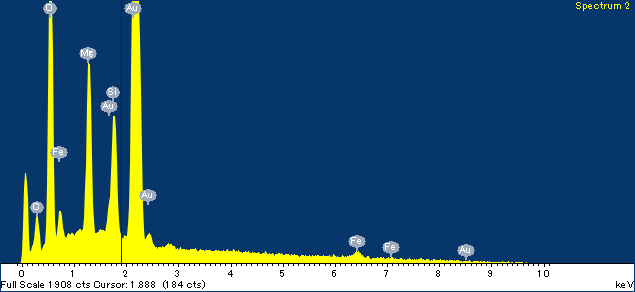 Spectrum 2
O
Au
Mg
Si
Au
Fe
Au
C
Fe
Fe
Au
0 1 2 3 4 5 6 7 8 9 10
Full Scale 1908 cts Cursor: 1.888 (184 cts)
keV